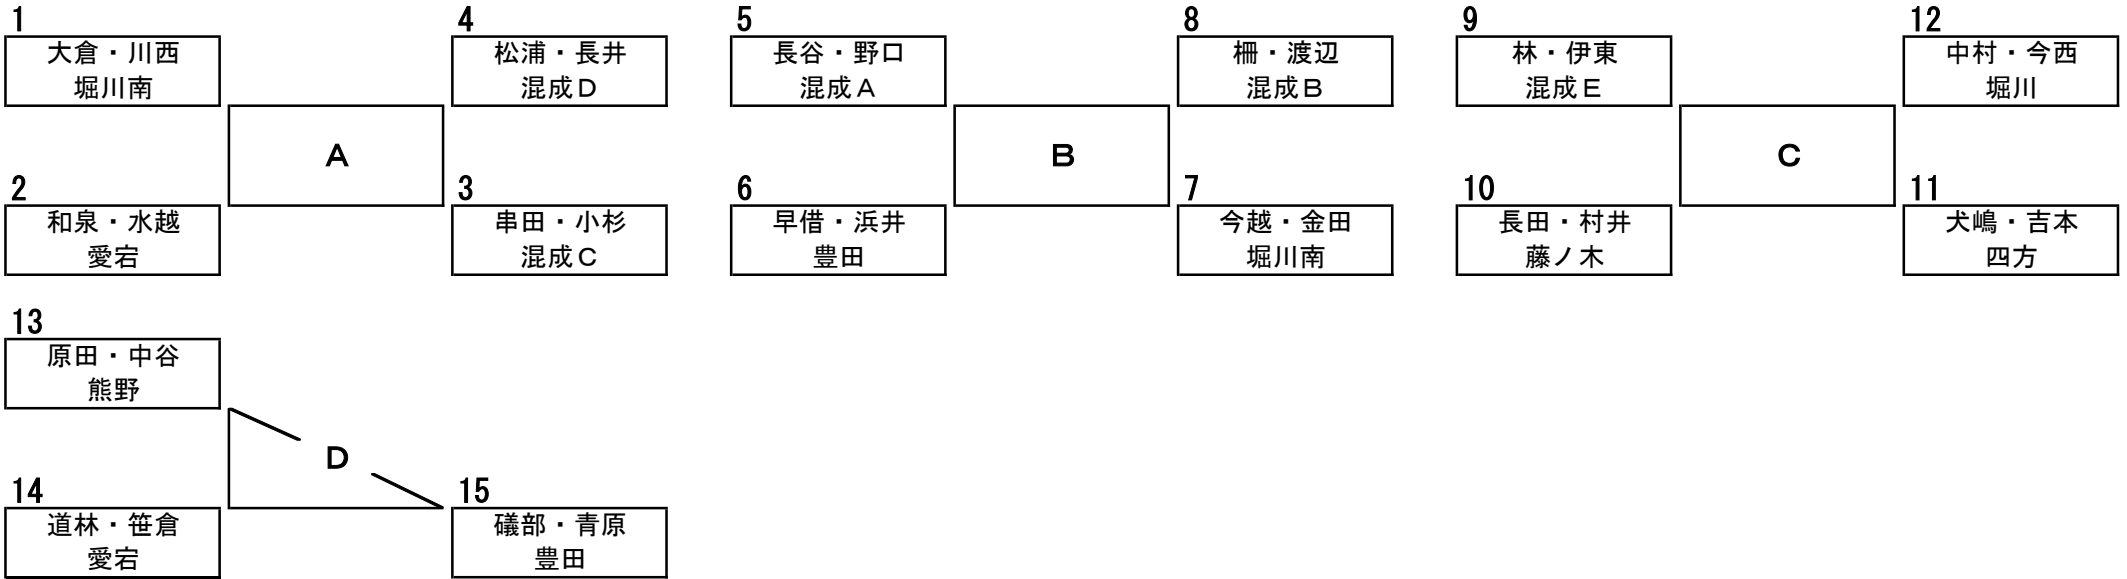 1
大倉・川西
堀川南
4
松浦・長井
混成Ｄ
A
2
和泉・水越
愛宕
3
串田・小杉
混成Ｃ
5
長谷・野口
混成Ａ
8
柵・渡辺
混成Ｂ
B
6
早借・浜井
豊田
7
今越・金田
堀川南
9
林・伊東
混成Ｅ
12
中村・今西
堀川
C
10
長田・村井
藤ノ木
11
犬嶋・吉本
四方
13
原田・中谷
熊野
D
14
道林・笹倉
愛宕
15
礒部・青原
豊田